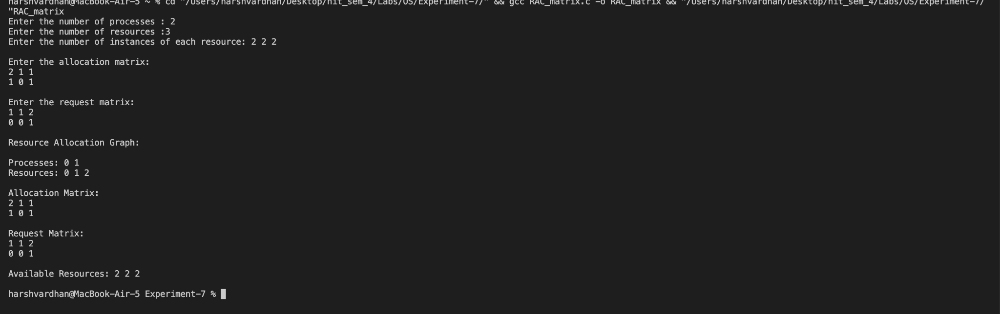 harshvardhan@MacBook-Air-5 ~ % cd "/Users/harshvardhan/Desktop/nit_sem_4/Labs/OS/Experiment-7/" && gcc RAC_matrix.c -o RAC_matrix && "/Users/harshvardhan/Desktop/nit_sem_4/Labs/OS/Experiment-7/
"RAC_matrix
Enter the number of processes : 2
Enter the number of resources :3
Enter the number of instances of each resource: 2 2 2
Enter the allocation matrix:
2 1 1
1 0 1
Enter the request matrix:
1 1 2
0 0 1
Resource Allocation Graph:
Processes: 0 1
Resources: 0 1 2
Allocation Matrix:
2 1 1
1 0 1
Request Matrix:
1 1 2
0 0 1
Available Resources: 2 2 2
harshvardhan@MacBook-Air-5 Experiment-7 %